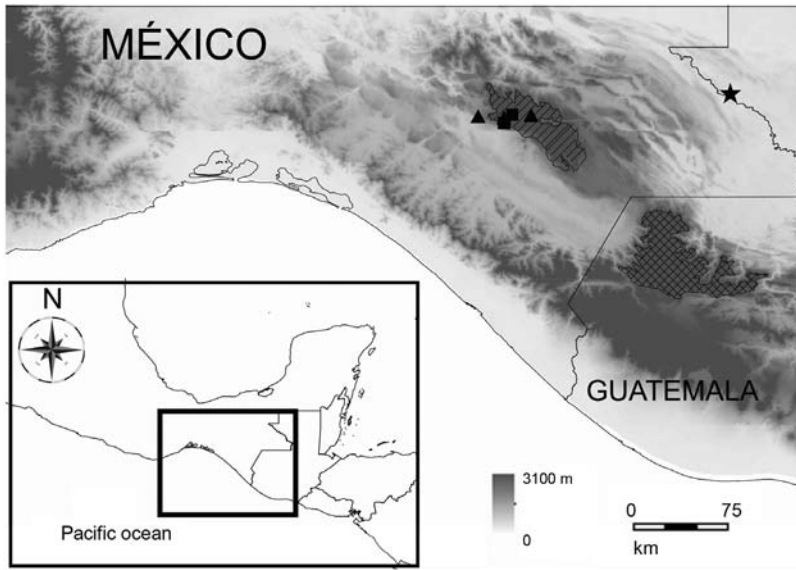 MÉXICO
GUATEMALA
N
Pacific ocean
3100 m
0
0 75
km